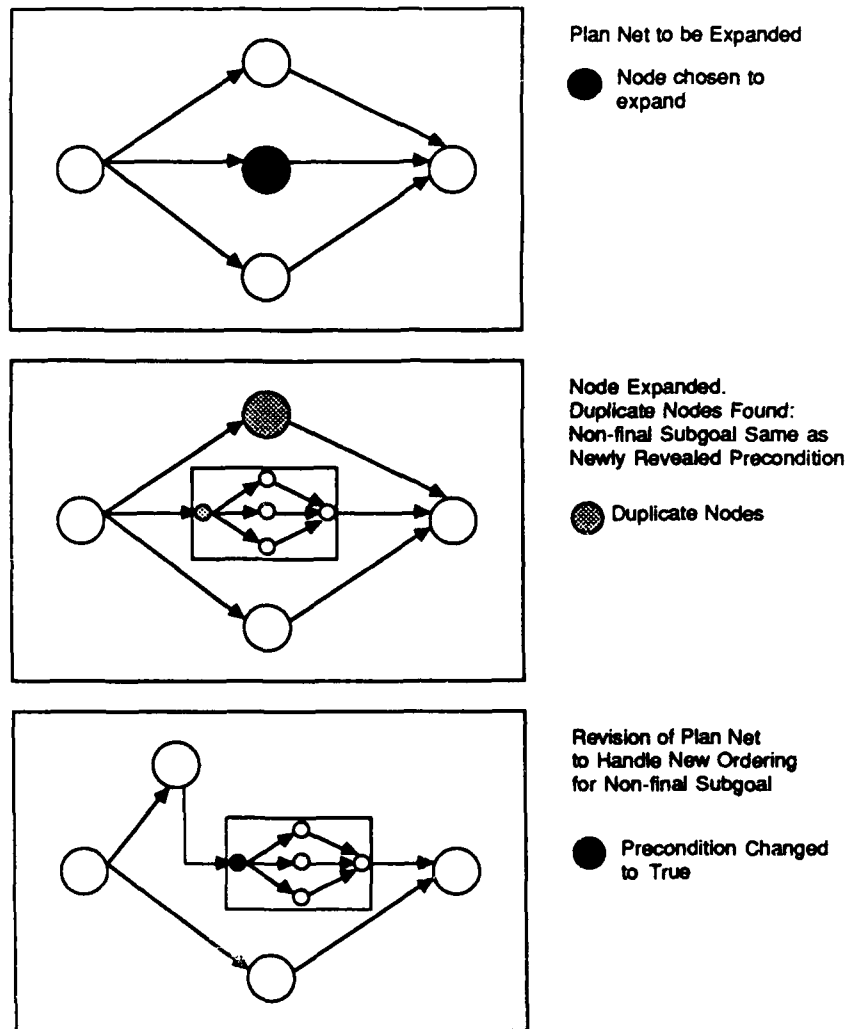 Plan Net to be Expanded
Node chosen to
expand
Node Expanded.
Duplicate Nodes Found:
Non-final Subgoal Same as
Newly Revealed Precondition
Duplicate Nodes
Revision of Plan Net
to Handle New Ordering
for Non-final Subgoal
Precondition Changed
to True